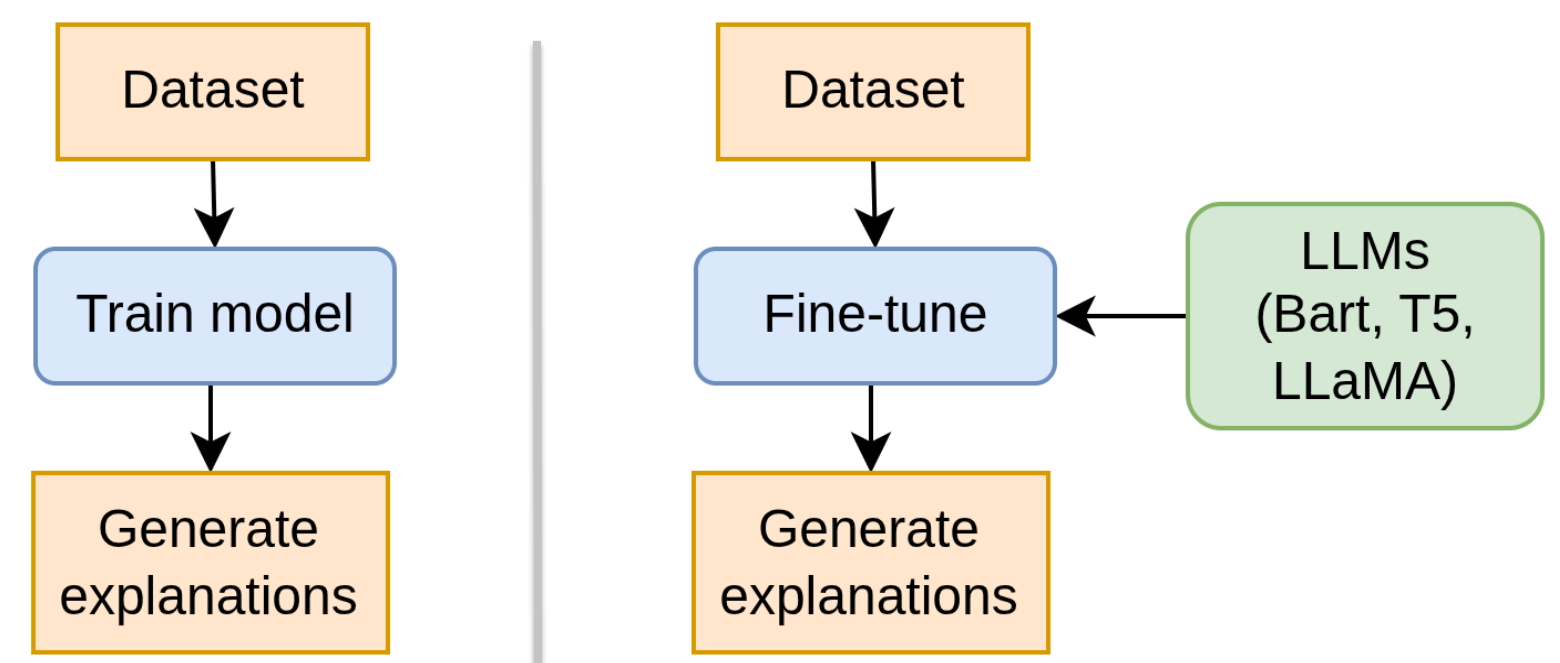 Dataset
Train model
Generate
explanations
Dataset
Fine-tune
LLMs
(Bart, T5,
LLaMA)
Generate
explanations